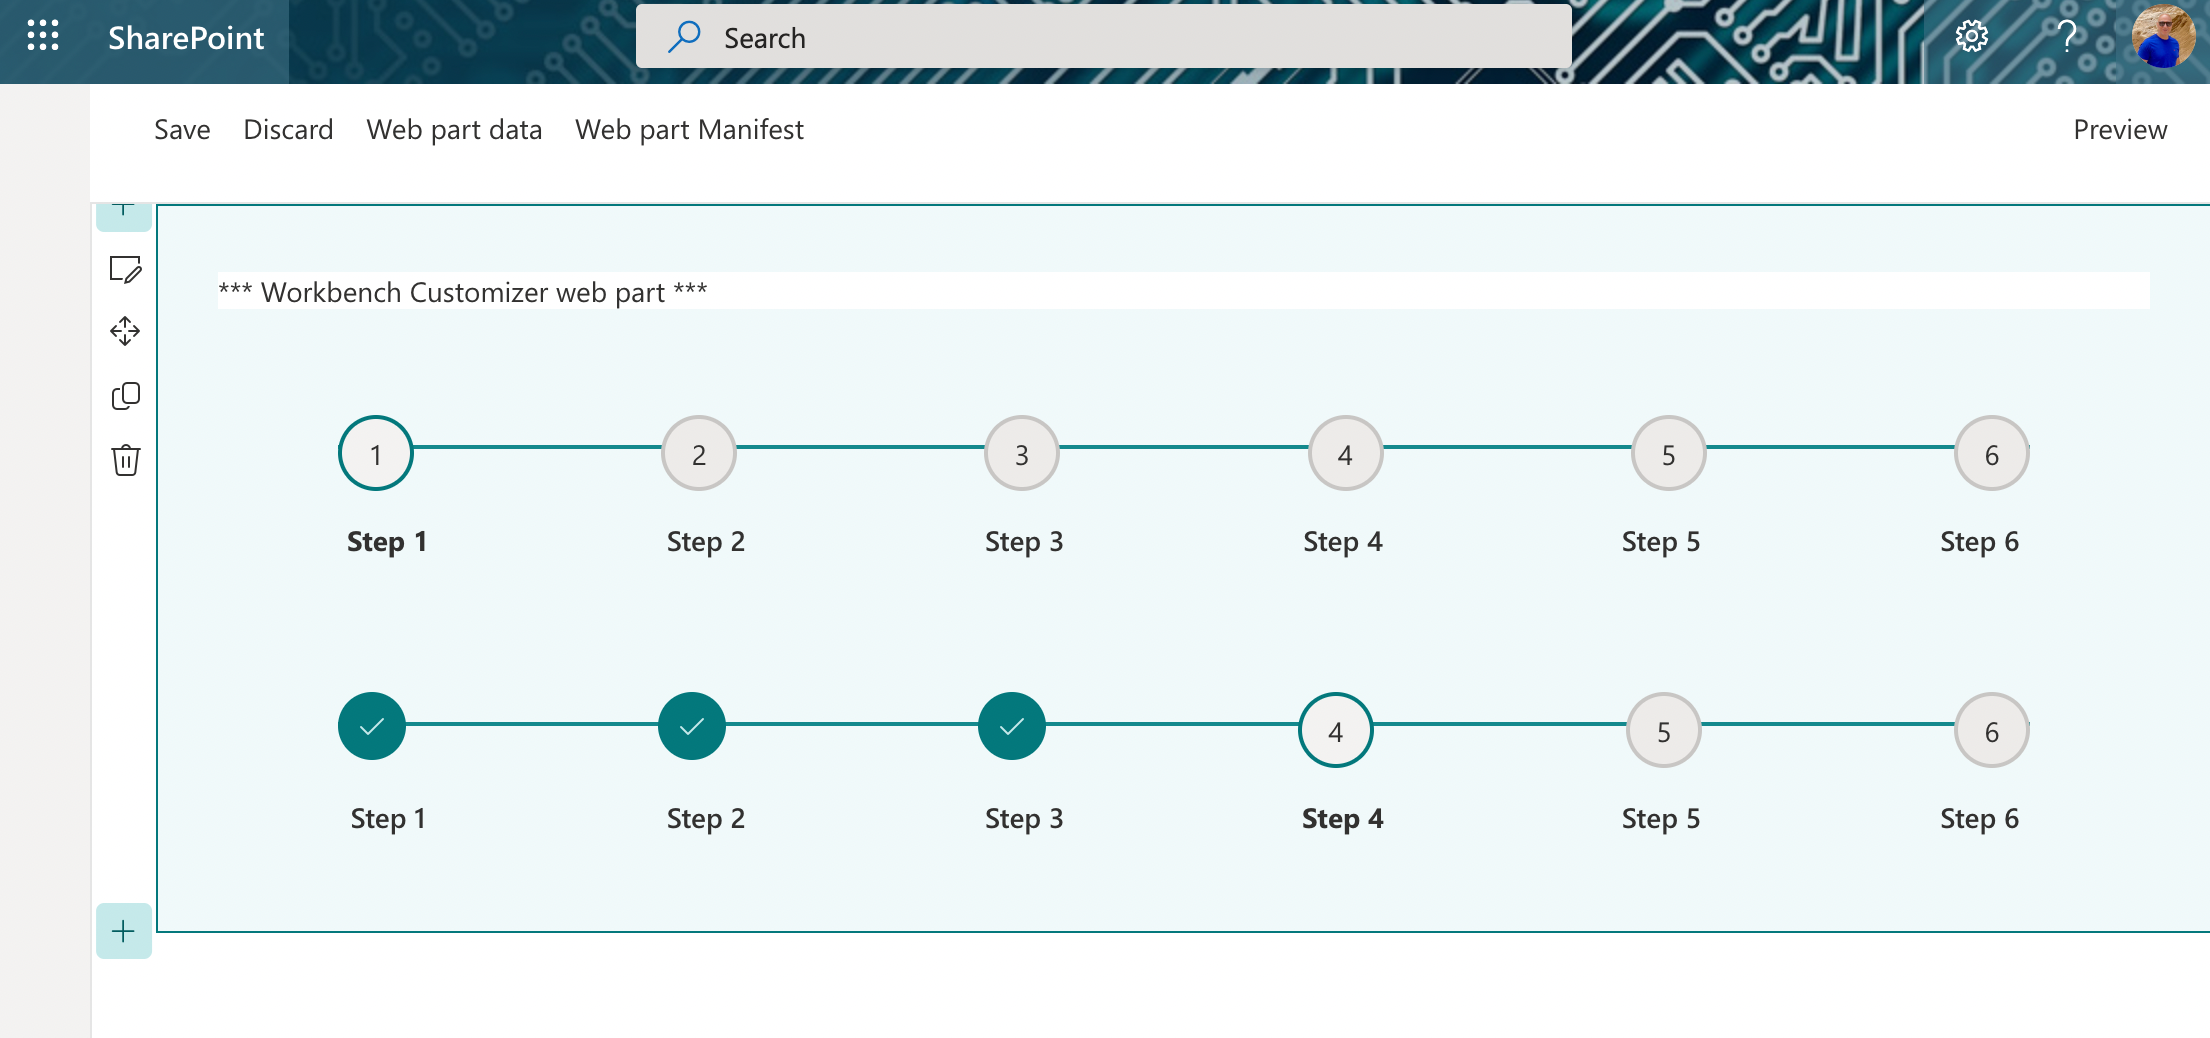 SharePoint Search ?
Save Discard Web part data Web part Manifest Preview
*** Workbench Customizer web part ***
1 2 3 4 5 6
Step 1 Step 2 Step 3 Step 4 Step 5 Step 6
4 5 6
Step 1 Step 2 Step 3 Step 4 Step 5 Step 6